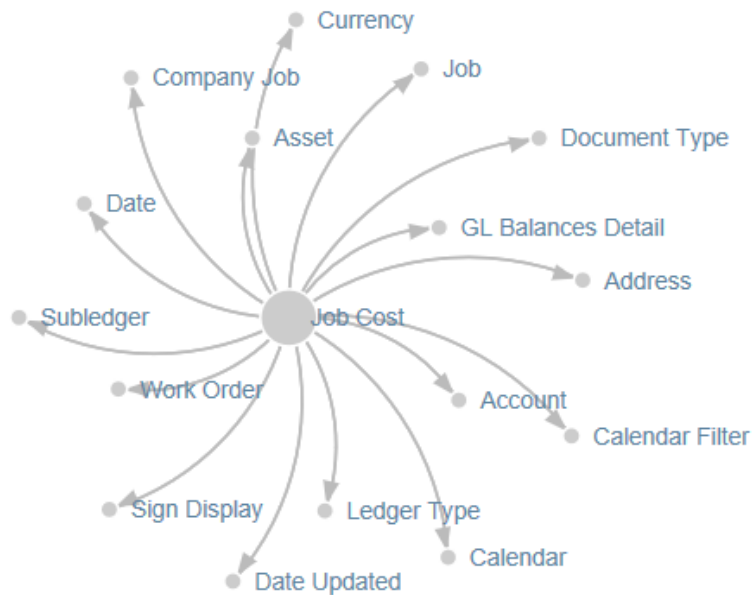 Currency
Job
Company Job
Asset
Document Type
Date
GL Balances Detail
Address
Subledger
Job Cost
Work Order
Account
Calendar Filter
Sign Display
Ledger Type
Calendar
Date Updated